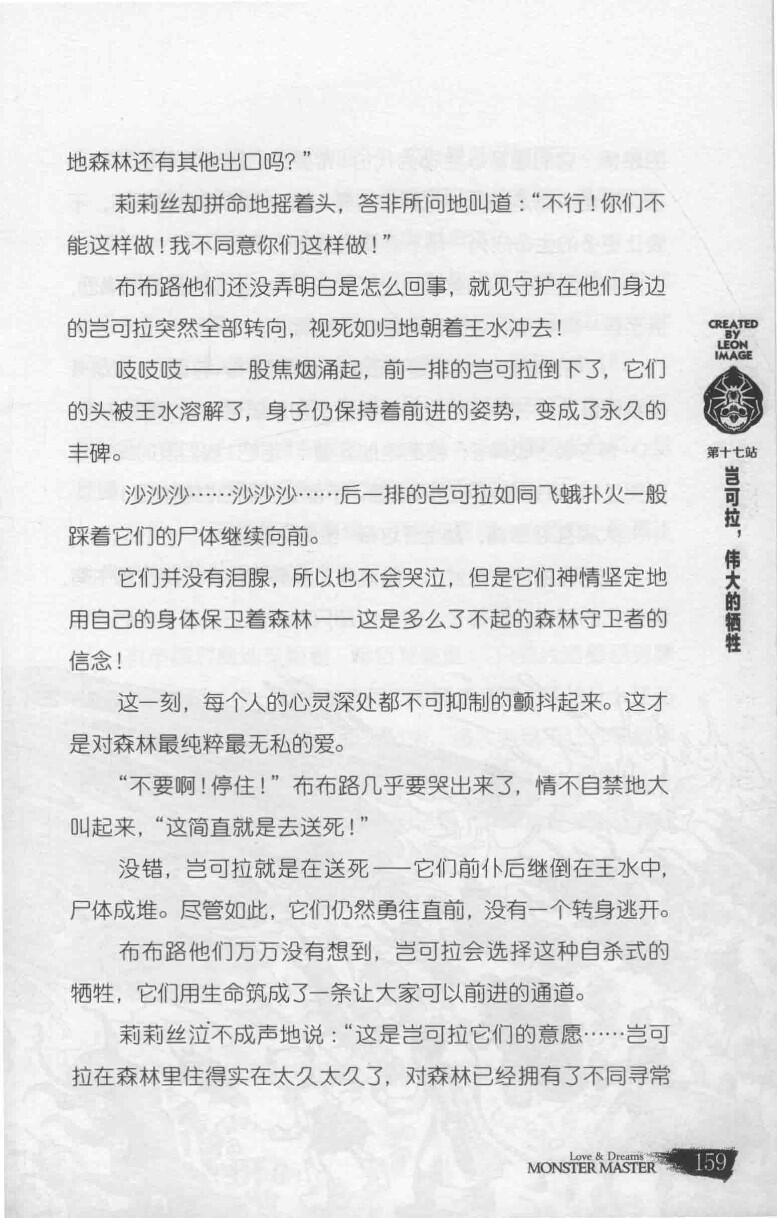 地森林还有其他出口吗？”
莉莉丝却拼命地摇着头，答非所问地叫道：“不行！你们不
能这样做！我不同意你们这样做！”
布布路他们还没弄明白是怎么回事，就见守护在他们身边
的岂可拉突然全部转向，视死如归地朝着王水冲去！
吱吱吱——一股焦烟涌起，前一排的岂可拉倒下了，它们
的头被王水溶解了，身子仍保持着前进的姿势，变成了永久的
丰碑。
沙沙沙……沙沙沙……后一排的岂可拉如同飞蛾扑火一般
踩着它们的尸体继续向前。
它们并没有泪腺，所以也不会哭泣，但是它们神情坚定地
用自己的身体保卫着森林——这是多么了不起的森林守卫者的
信念！
这一刻，每个人的心灵深处都不可抑制的颤抖起来。这才
是对森林最纯粹最无私的爱。
“不要啊！停住！”布布路几乎要哭出来了，情不自禁地大
叫起来，“这简直就是去送死！”
没错，岂可拉就是在送死——它们前仆后继倒在王水中，
尸体成堆。尽管如此，它们仍然勇往直前，没有一个转身逃开。
布布路他们万万没有想到，岂可拉会选择这种自杀式的
牺牲，它们用生命筑成了一条让大家可以前进的通道。
莉莉丝泣不成声地说：“这是岂可拉它们的意愿……岂可
拉在森林里住得实在太久太久了，对森林已经拥有了不同寻常
CREATED
BY
LEON
IMAGE
第十七站
岂可拉，伟大的牺牲
Love & Dreams
MONSTER MASTER
159